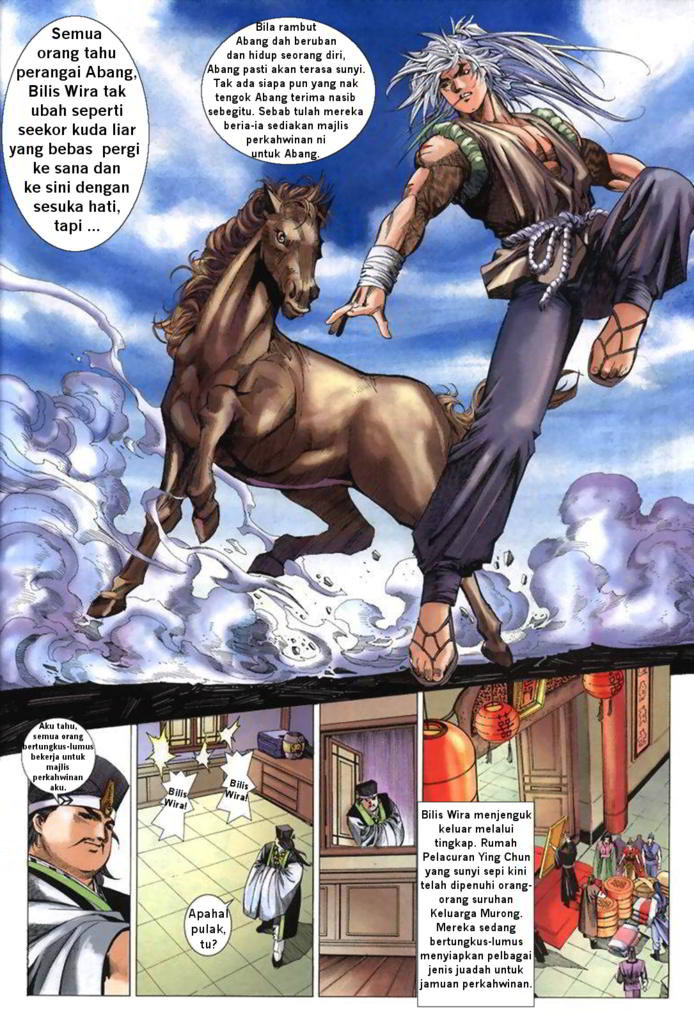 Semua
orang tahu
perangai Abang,
Bilis Wira tak
ubah seperti
seekor kuda liar
yang bebas pergi
ke sana dan
ke sini dengan
sesuka hati,
tapi ...
Bila rambut
Abang dah beruban
dan hidup seorang diri,
Abang pasti akan terasa sunyi.
Tak ada siapa pun yang nak
tengok Abang terima nasib
sebegitu. Sebab tulah mereka
beria-ia sediakan majlis
perkahwinan ni
untuk Abang.
Aku tahu,
semua orang
bertungkus-lumus
bekerja untuk
majlis
perkahwinan
aku.
Bilis
Wira!
Bilis
Wira!
Apahal
pulak,
tu?
Bilis Wira menjenguk
keluar melalui
tingkap. Rumah
Pelacuran Ying Chun
yang sunyi sepi kini
telah dipenuhi orang-
orang suruhan
Keluarga Murong.
Mereka sedang
bertungkus-lumus
menyiapkan pelbagai
jenis juadah untuk
jamuan perkahwinan.